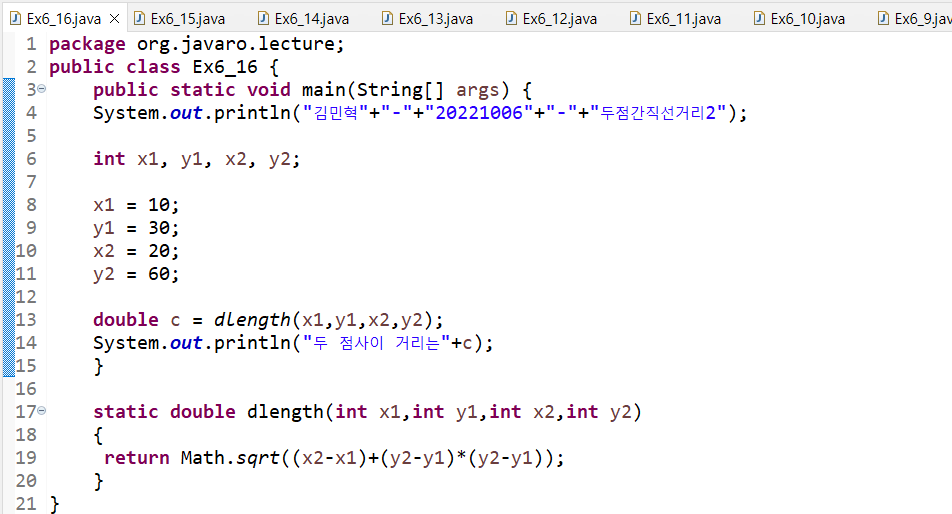 Ex6_16.java Ex6_15.java Ex6_14.java Ex6_13.java Ex6_12.java Ex6_11.java Ex6_10.java Ex6_9.jav
1 package org.javaro.lecture;
2 public class Ex6_16 {
3 public static void main(String[] args) {
4 System.out.println("김민혁"+"-"+"20221006"+"-"+"두점간직선거리2");
5
6 int x1, y1, x2, y2;
7
8 x1 = 10;
9 y1 = 30;
10 x2 = 20;
11 y2 = 60;
12
13 double c = dlength(x1,y1,x2,y2);
14 System.out.println("두 점사이 거리는"+c);
15 }
16
17 static double dlength(int x1,int y1,int x2,int y2)
18 {
19 return Math.sqrt((x2-x1)+(y2-y1)*(y2-y1));
20 }
21 }